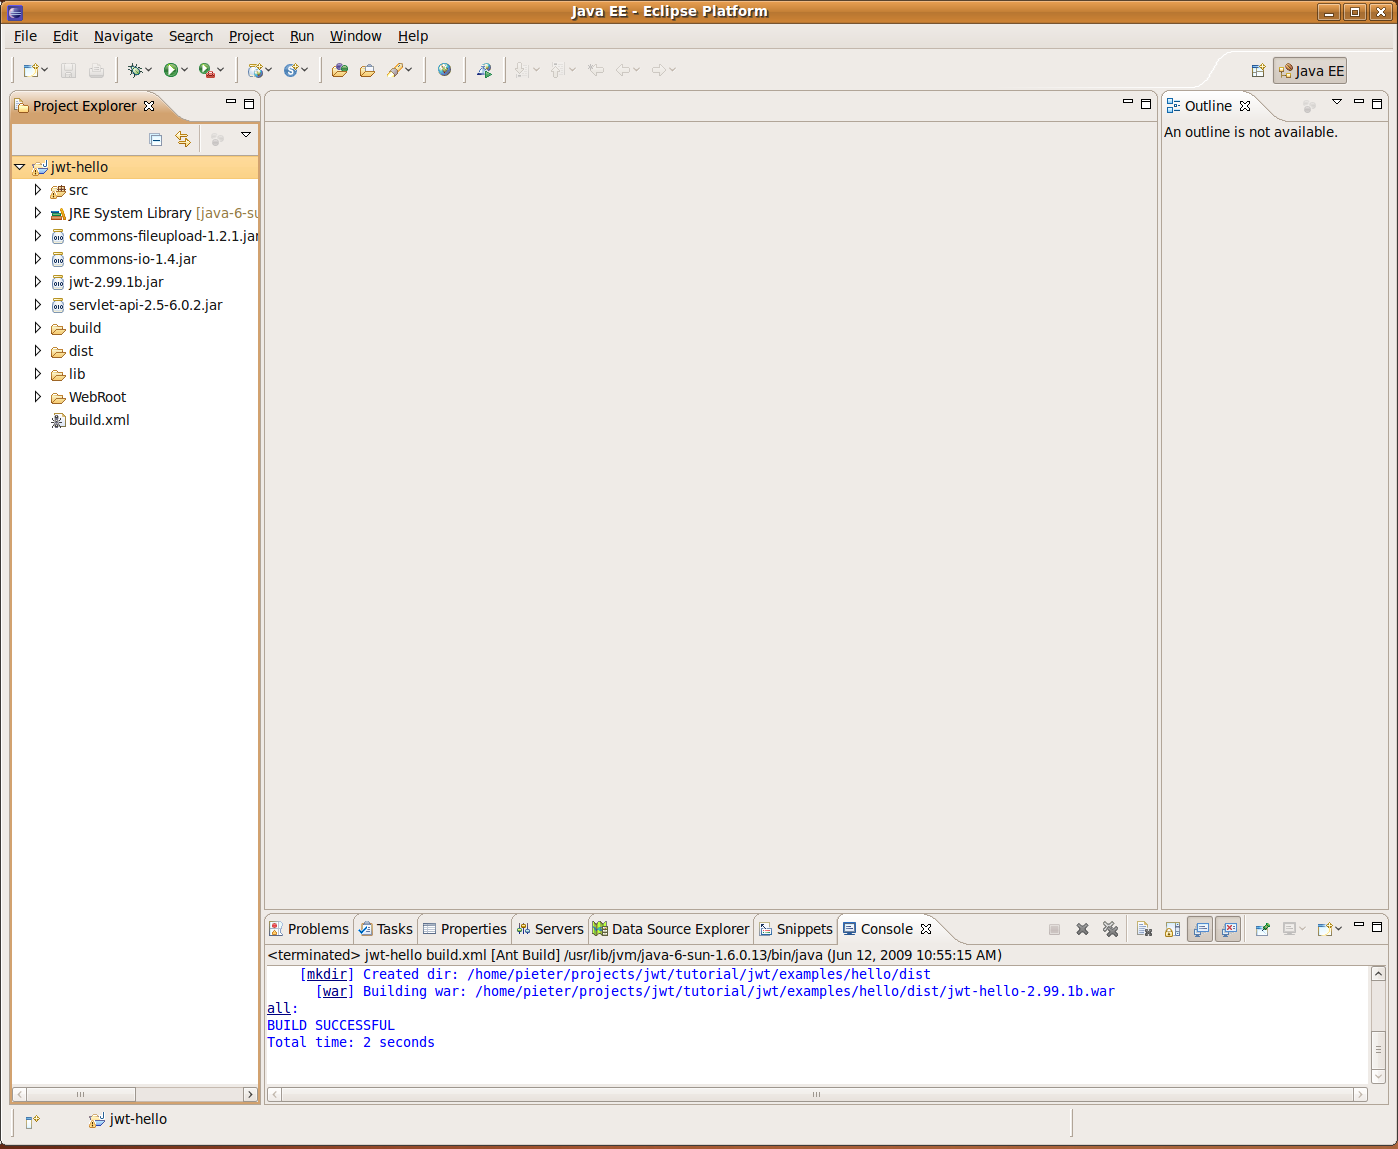 Java EE - Eclipse Platform
File Edit Navigate Search Project Run Window Help
Java EE
Project Explorer
jwt-hello
src
JRE System Library [java-6-su
commons-fileupload-1.2.1.jar
commons-io-1.4.jar
jwt-2.99.1b.jar
servlet-api-2.5-6.0.2.jar
build
dist
lib
WebRoot
build.xml
Outline
An outline is not available.
Problems Tasks Properties Servers Data Source Explorer Snippets Console
<terminated> jwt-hello build.xml [Ant Build] /usr/lib/jvm/java-6-sun-1.6.0.13/bin/java (Jun 12, 2009 10:55:15 AM)
[mkdir] Created dir: /home/pieter/projects/jwt/tutorial/jwt/examples/hello/dist
[war] Building war: /home/pieter/projects/jwt/tutorial/jwt/examples/hello/dist/jwt-hello-2.99.1b.war
all:
BUILD SUCCESSFUL
Total time: 2 seconds
jwt-hello